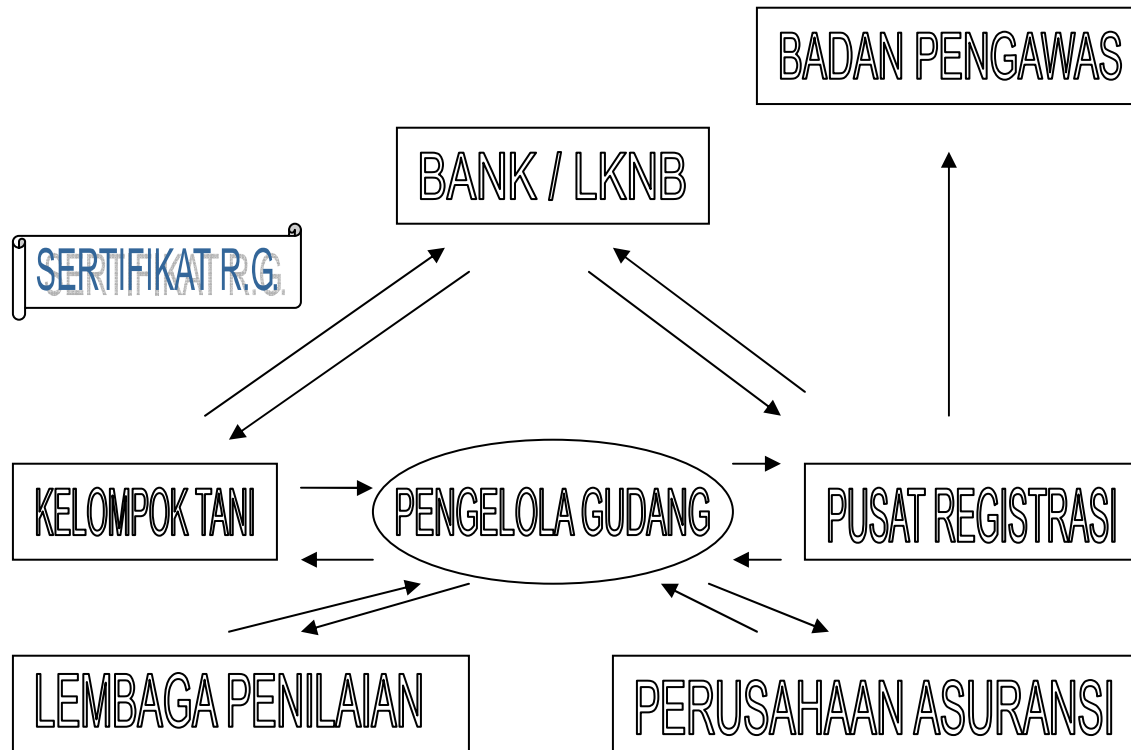 BADAN PENGAWAS
BANK / LKNB
SERTIFIKAT R.G.
KELOMPOK TANI
PENGELOLA GUDANG
PUSAT REGISTRASI
LEMBAGA PENILAIAN
PERUSAHAAN ASURANSI